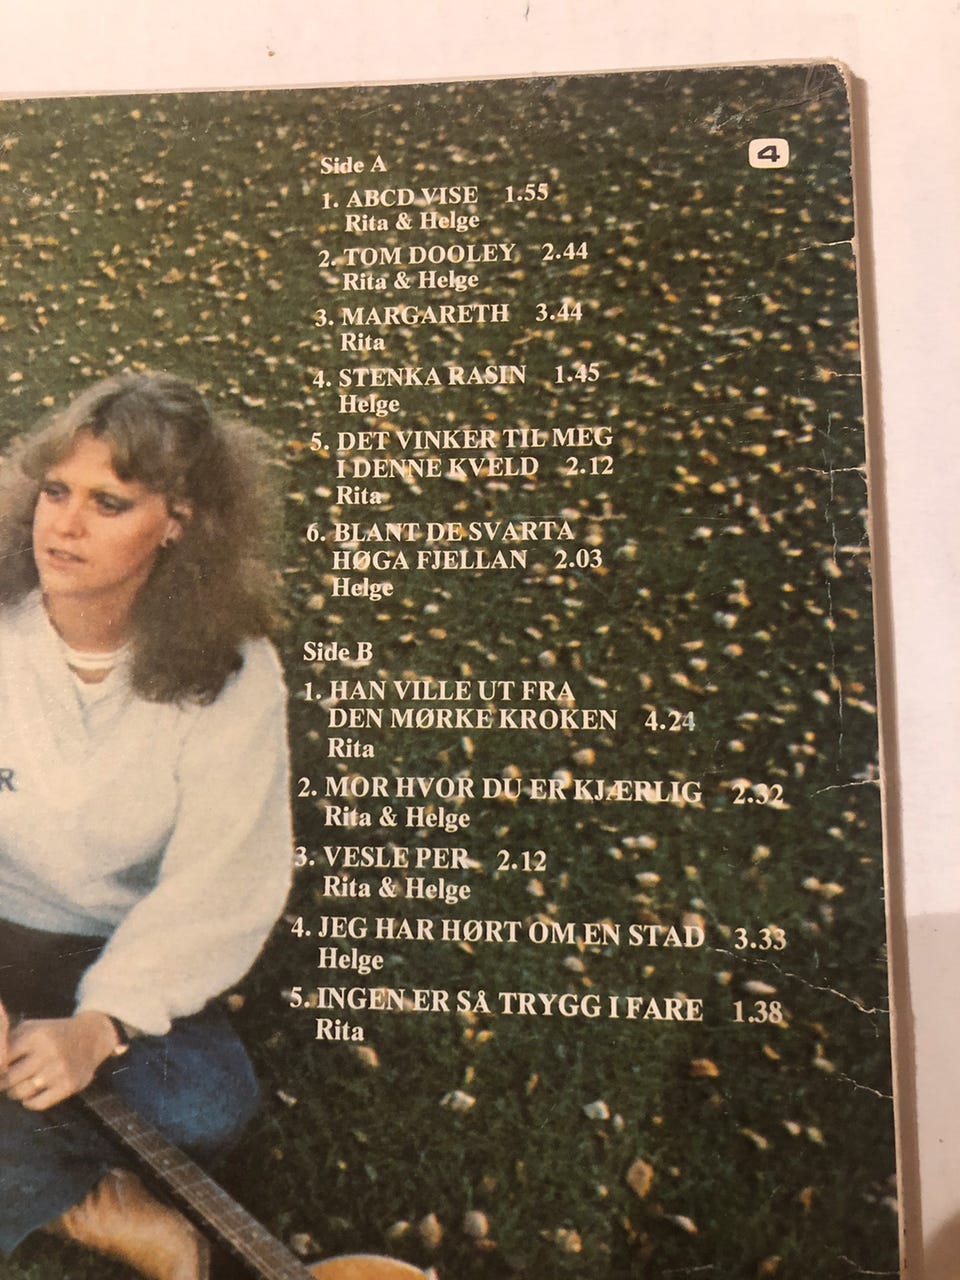 4
Side A
1. ABCD VISE 1.55
Rita & Helge
2. TOM DOOLEY 2.44
Rita & Helge
3. MARGARETH 3.44
Rita
4. STENKA RASIN 1.45
Helge
5. DET VINKER TIL MEG
I DENNE KVELD 2.12
Rita
6. BLANT DE SVARTA
HØGA FJELLAN 2.03
Helge
Side B
1. HAN VILLE UT FRA
DEN MØRKE KROKEN 4.24
Rita
2. MOR HVOR DU ER KJÆRLIG 2.32
Rita & Helge
3. VESLE PER 2.12
Rita & Helge
4. JEG HAR HØRT OM EN STAD 3.33
Helge
5. INGEN ER SÅ TRYGG I FARE 1.38
Rita
R